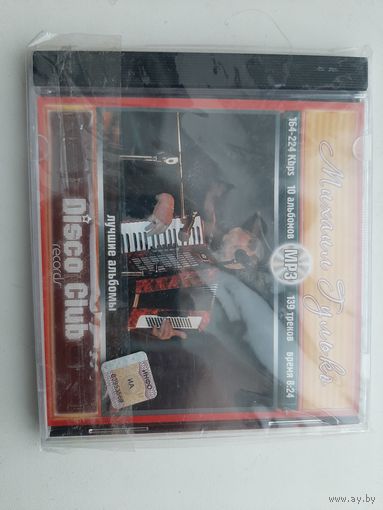 Михаил Гулько
164-224 Kbps 10 альбомов MP3 139 треков время 8:24
лучшие альбомы
Disco Club
records
www.ay.by